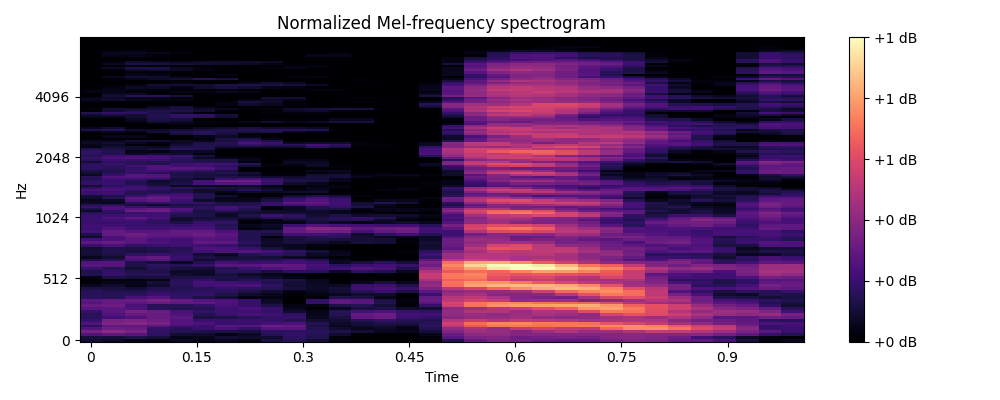 Normalized Mel-frequency spectrogram
Hz
4096
2048
1024
512
0
0 0.15 0.3 0.45 0.6 0.75 0.9
Time
+1 dB
+1 dB
+1 dB
+0 dB
+0 dB
+0 dB